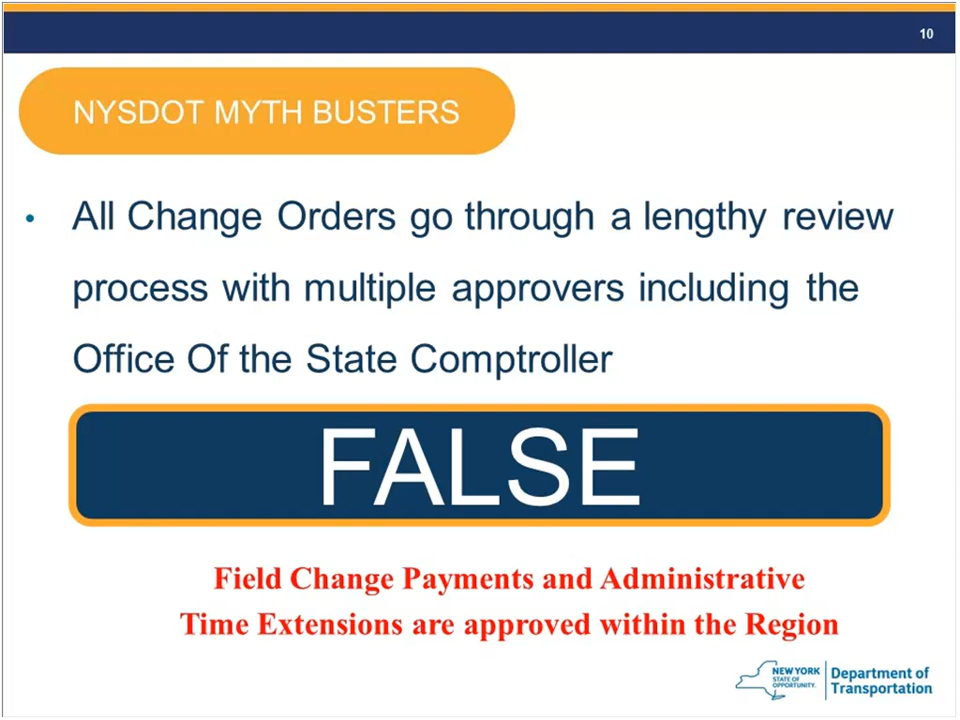 10
NYSDOT MYTH BUSTERS
• All Change Orders go through a lengthy review
process with multiple approvers including the
Office Of the State Comptroller
FALSE
Field Change Payments and Administrative
Time Extensions are approved within the Region
NEW YORK
STATE OF
OPPORTUNITY.
Department of
Transportation